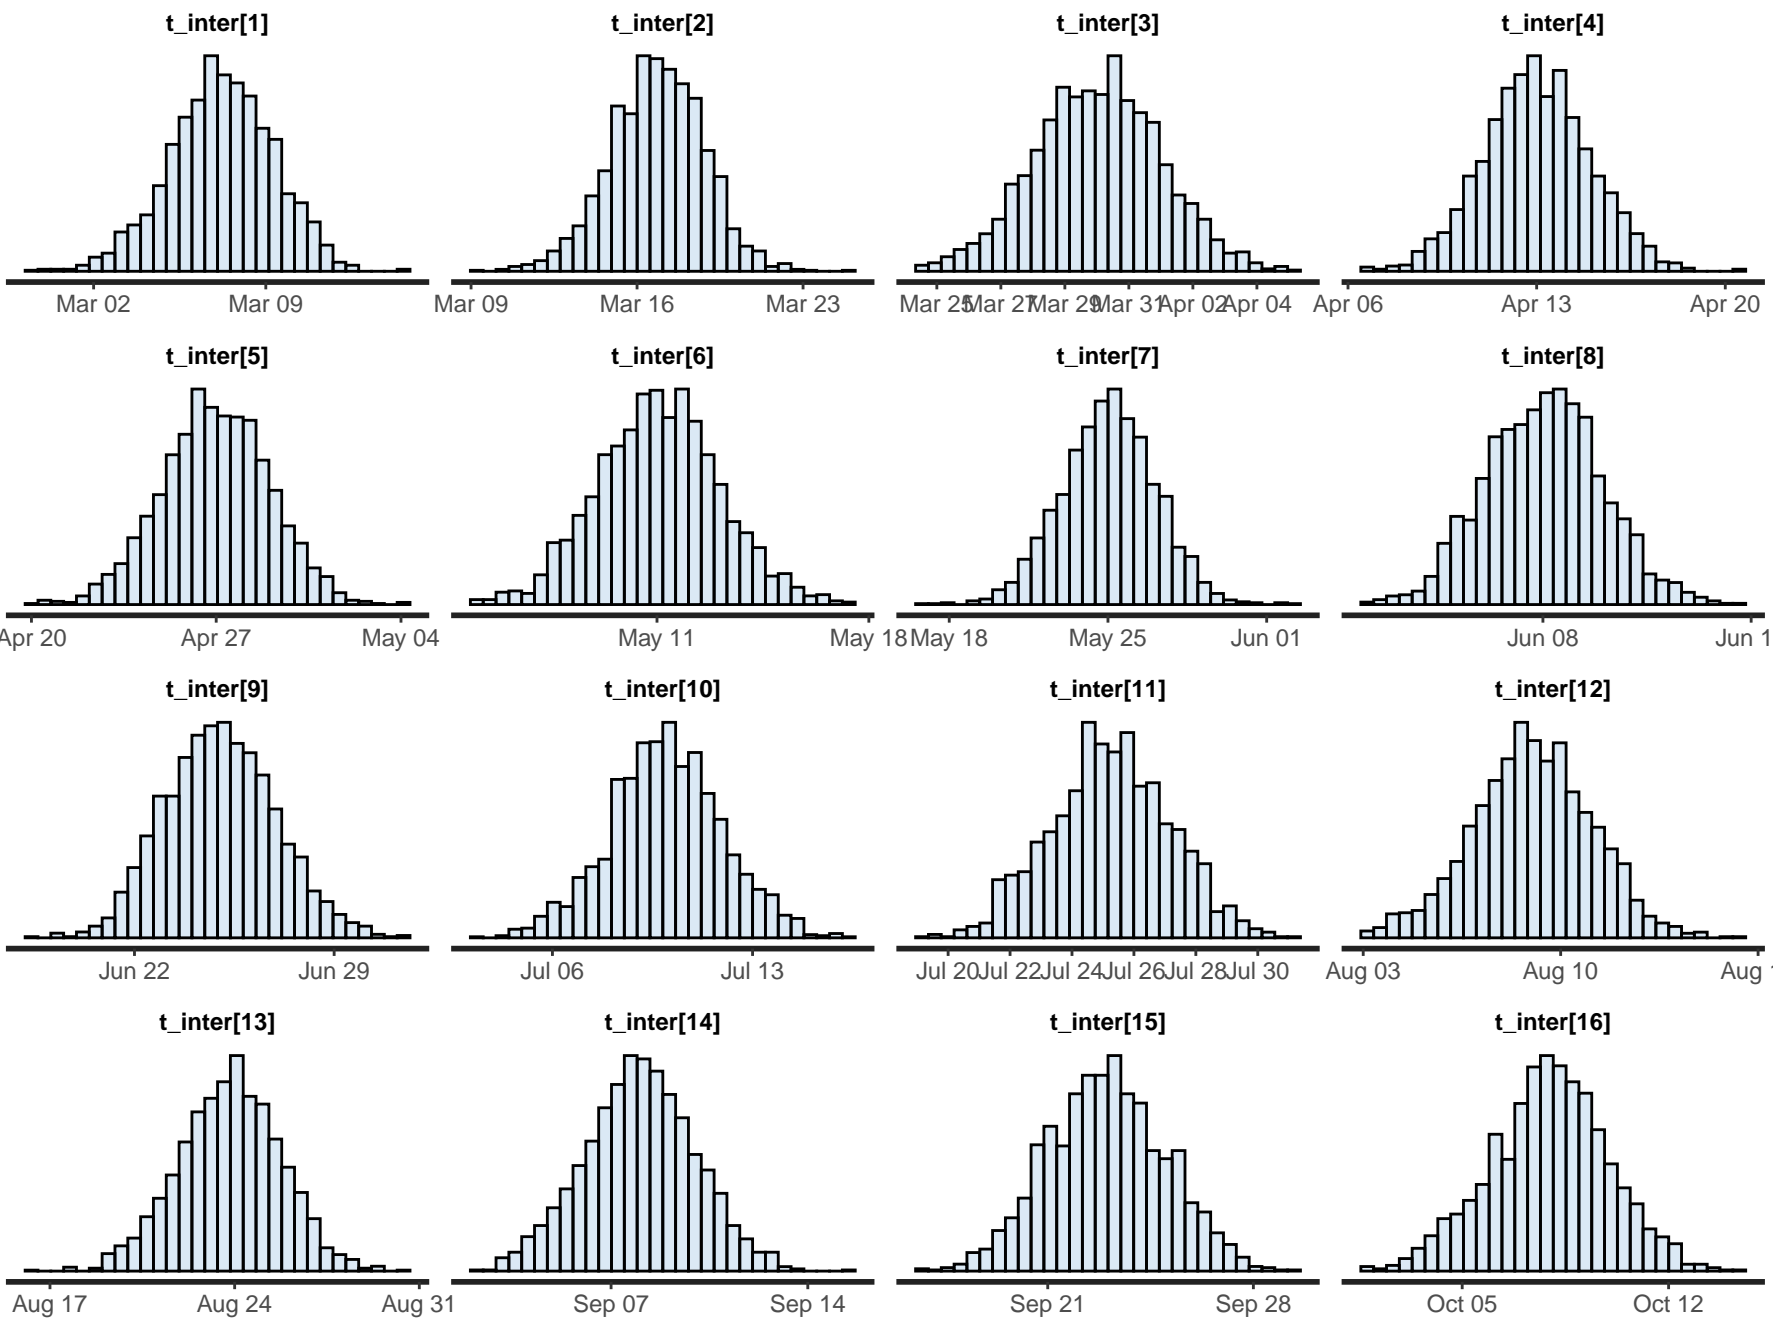 t_inter[1] t_inter[2] t_inter[3] t_inter[4]
Mar 02 Mar 09 Mar 09 Mar 16 Mar 23 Mar 25 Mar 27 Mar 29 Mar 31 Apr 02 Apr 04 Apr 06 Apr 13 Apr 20
t_inter[5] t_inter[6] t_inter[7] t_inter[8]
Apr 20 Apr 27 May 04 May 11 May 18 May 18 May 25 Jun 01 Jun 08 Jun 1
t_inter[9] t_inter[10] t_inter[11] t_inter[12]
Jun 22 Jun 29 Jul 06 Jul 13 Jul 20 Jul 22 Jul 24 Jul 26 Jul 28 Jul 30 Aug 03 Aug 10 Aug 1
t_inter[13] t_inter[14] t_inter[15] t_inter[16]
Aug 17 Aug 24 Aug 31 Sep 07 Sep 14 Sep 21 Sep 28 Oct 05 Oct 12